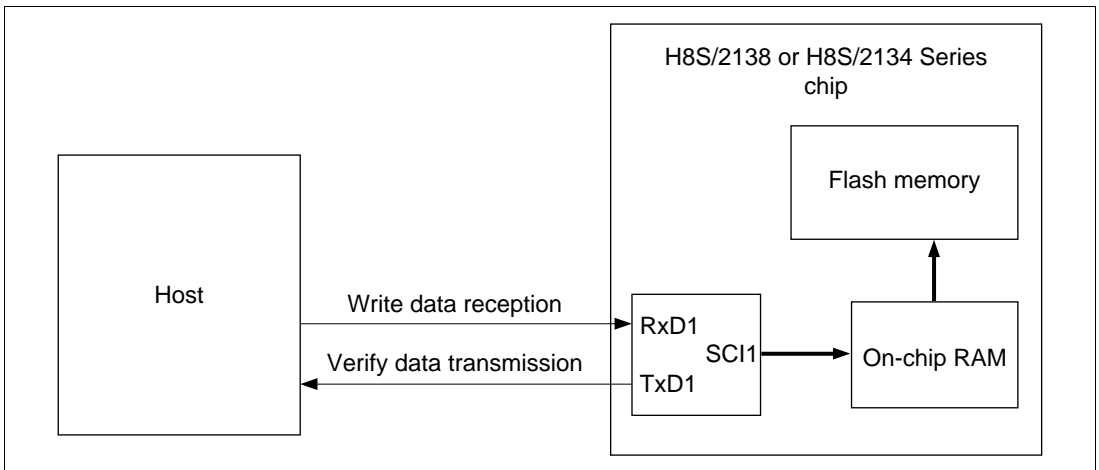 H8S/2138 or H8S/2134 Series
chip
Flash memory
Host
Write data reception
RxD1
SCI1
On-chip RAM
Verify data transmission
TxD1